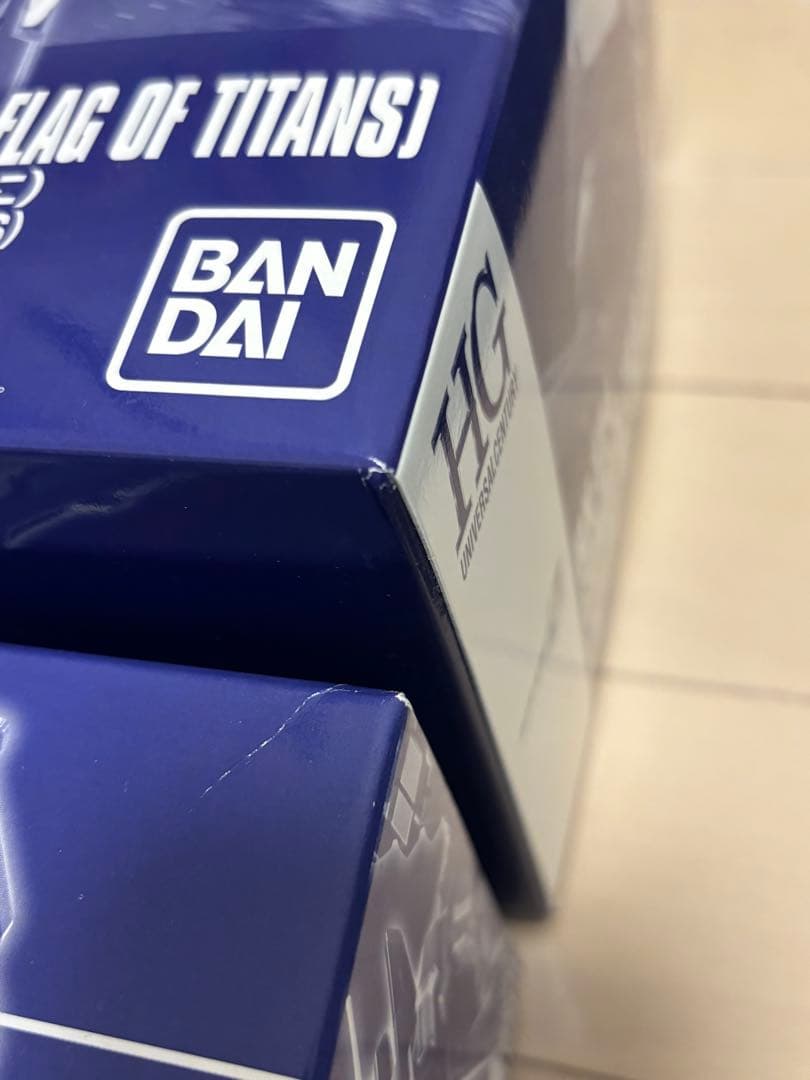 FLAG OF TITANS)
BAN
DAI
HG
UNIVERSAL CENTURY